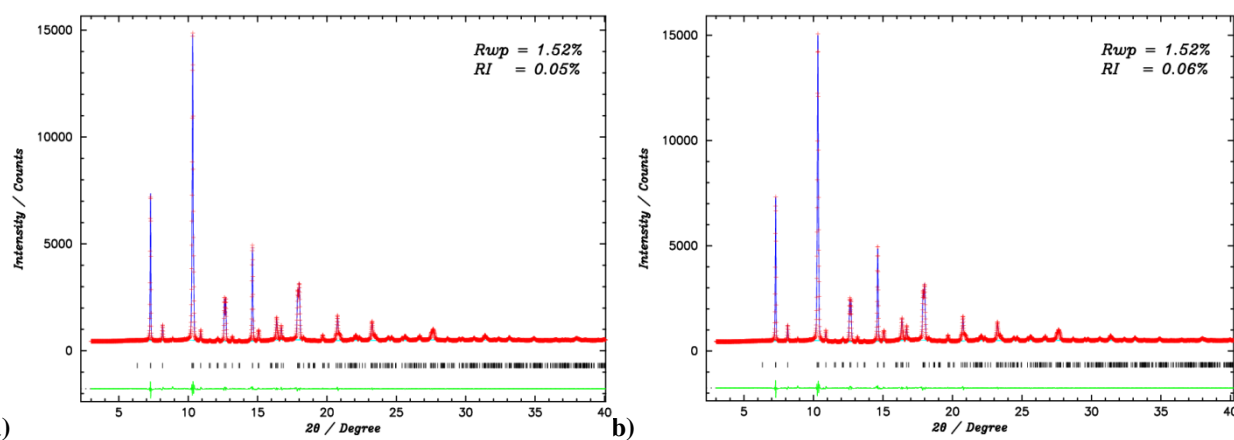 15000
10000
5000
0
Intensity / Counts
Rwp = 1.52%
RI = 0.05%
5 10 15 20 25 30 35 40
2θ / Degree
)
15000
10000
5000
0
Intensity / Counts
Rwp = 1.52%
RI = 0.06%
5 10 15 20 25 30 35 40
2θ / Degree
b)